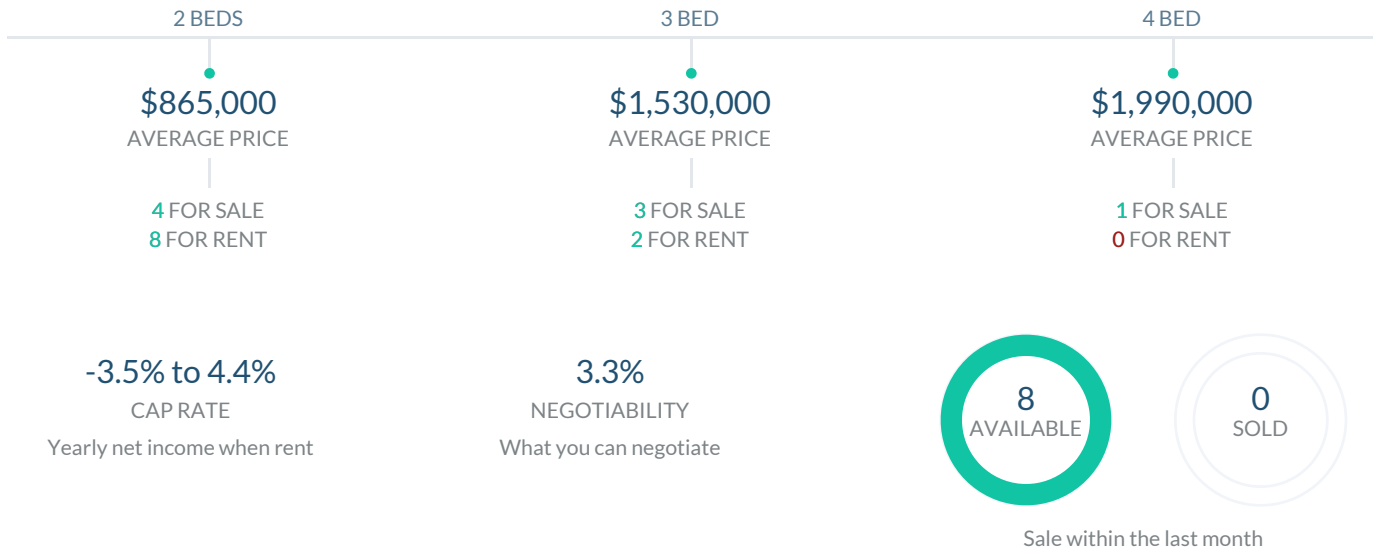 2 BEDS
3 BED
4 BED
$865,000
AVERAGE PRICE
4 FOR SALE
8 FOR RENT
$1,530,000
AVERAGE PRICE
3 FOR SALE
2 FOR RENT
$1,990,000
AVERAGE PRICE
1 FOR SALE
0 FOR RENT
-3.5% to 4.4%
CAP RATE
Yearly net income when rent
3.3%
NEGOTIABILITY
What you can negotiate
8
AVAILABLE
0
SOLD
Sale within the last month